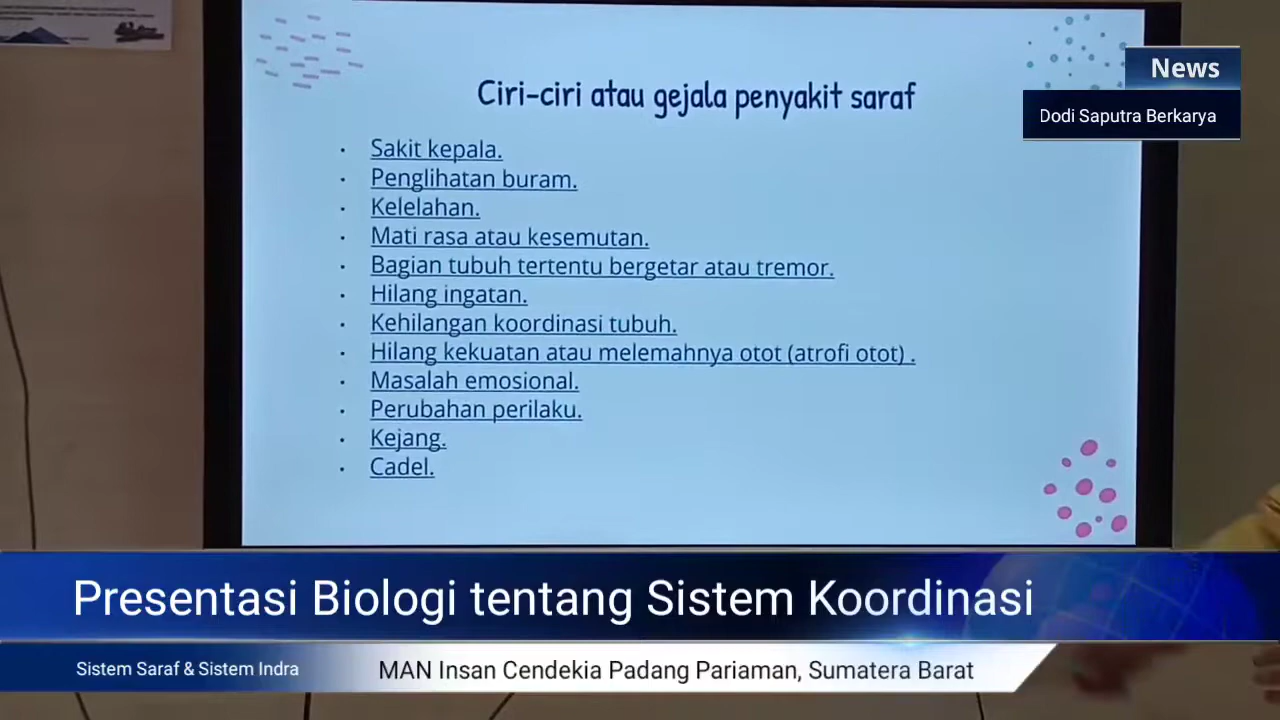 News
Dodi Saputra Berkarya
Ciri-ciri atau gejala penyakit saraf
· Sakit kepala.
· Penglihatan buram.
· Kelelahan.
· Mati rasa atau kesemutan.
· Bagian tubuh tertentu bergetar atau tremor.
· Hilang ingatan.
· Kehilangan koordinasi tubuh.
· Hilang kekuatan atau melemahnya otot (atrofi otot) .
· Masalah emosional.
· Perubahan perilaku.
· Kejang.
· Cadel.
Presentasi Biologi tentang Sistem Koordinasi
Sistem Saraf & Sistem Indra
MAN Insan Cendekia Padang Pariaman, Sumatera Barat